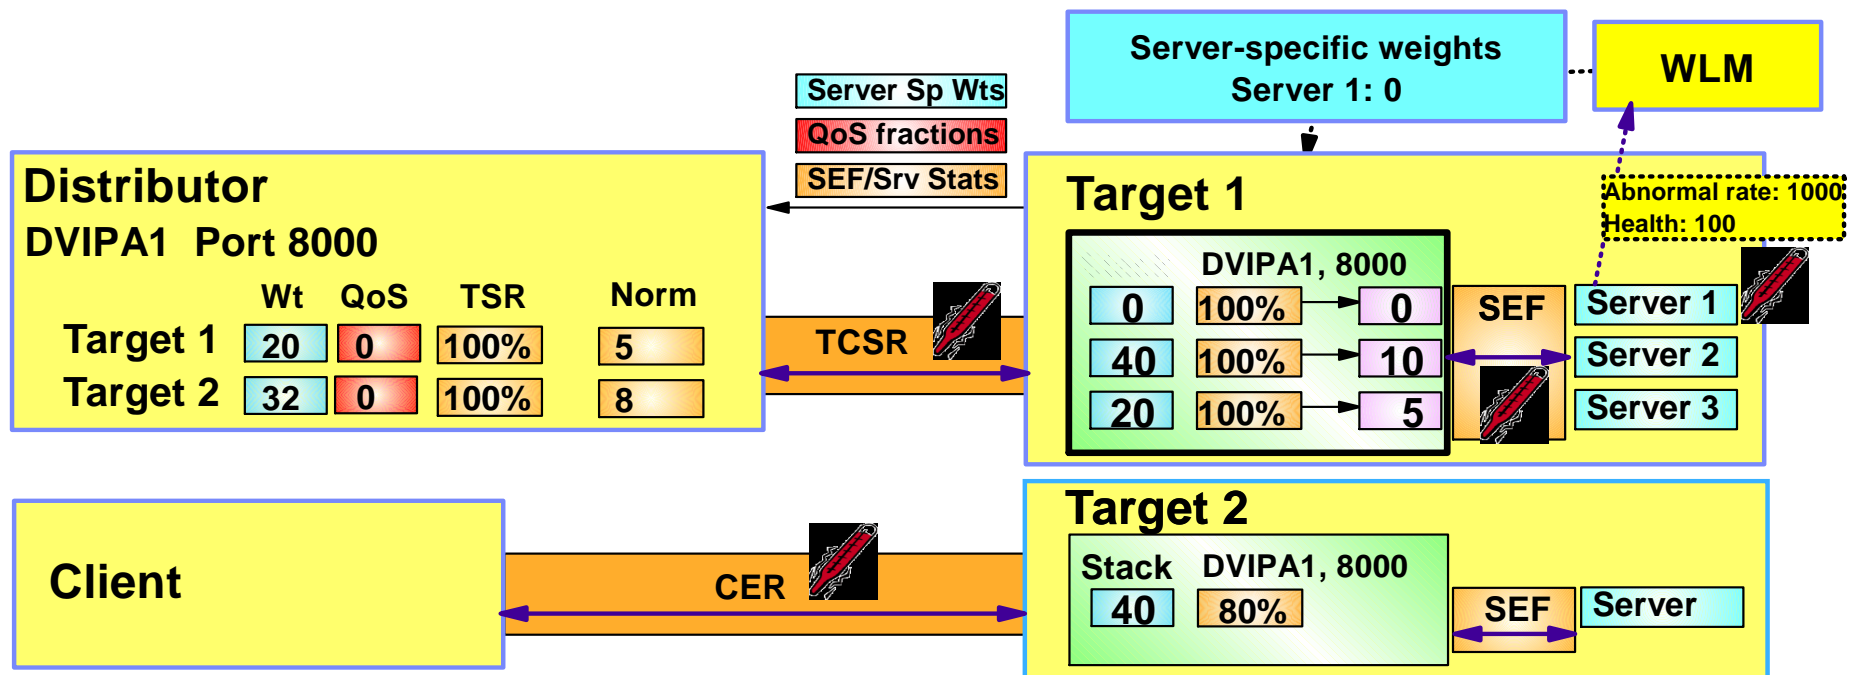 Server-specific weights
Server 1: 0
WLM
Server Sp Wts
QoS fractions
SEF/Srv Stats
Abnormal rate: 1000
Health: 100
Distributor
DVIPA1 Port 8000
Wt QoS TSR Norm
Target 1 20 0 100% 5
Target 2 32 0 100% 8
TCSR
Target 1
DVIPA1, 8000
0 100% 0
40 100% 10
20 100% 5
SEF
Server 1
Server 2
Server 3
Client
CER
Target 2
Stack DVIPA1, 8000
40 80%
SEF
Server